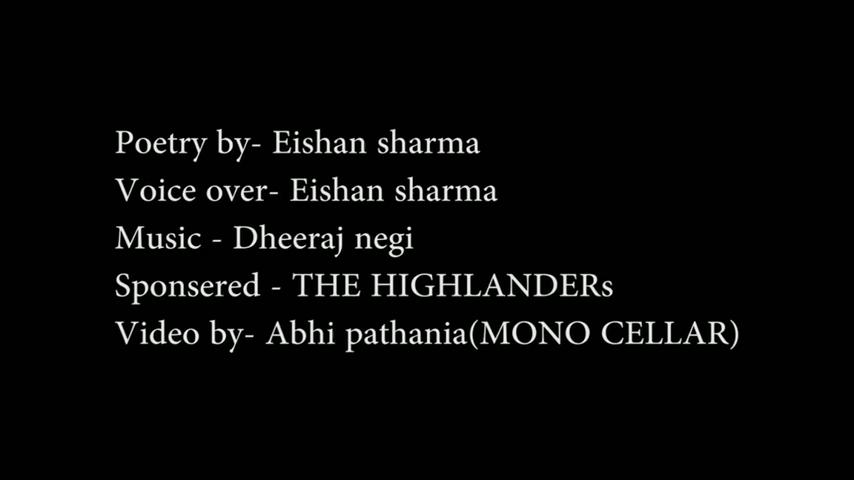 Poetry by- Eishan sharma
Voice over- Eishan sharma
Music - Dheeraj negi
Sponsered - THE HIGHLANDERs
Video by- Abhi pathania(MONO CELLAR)